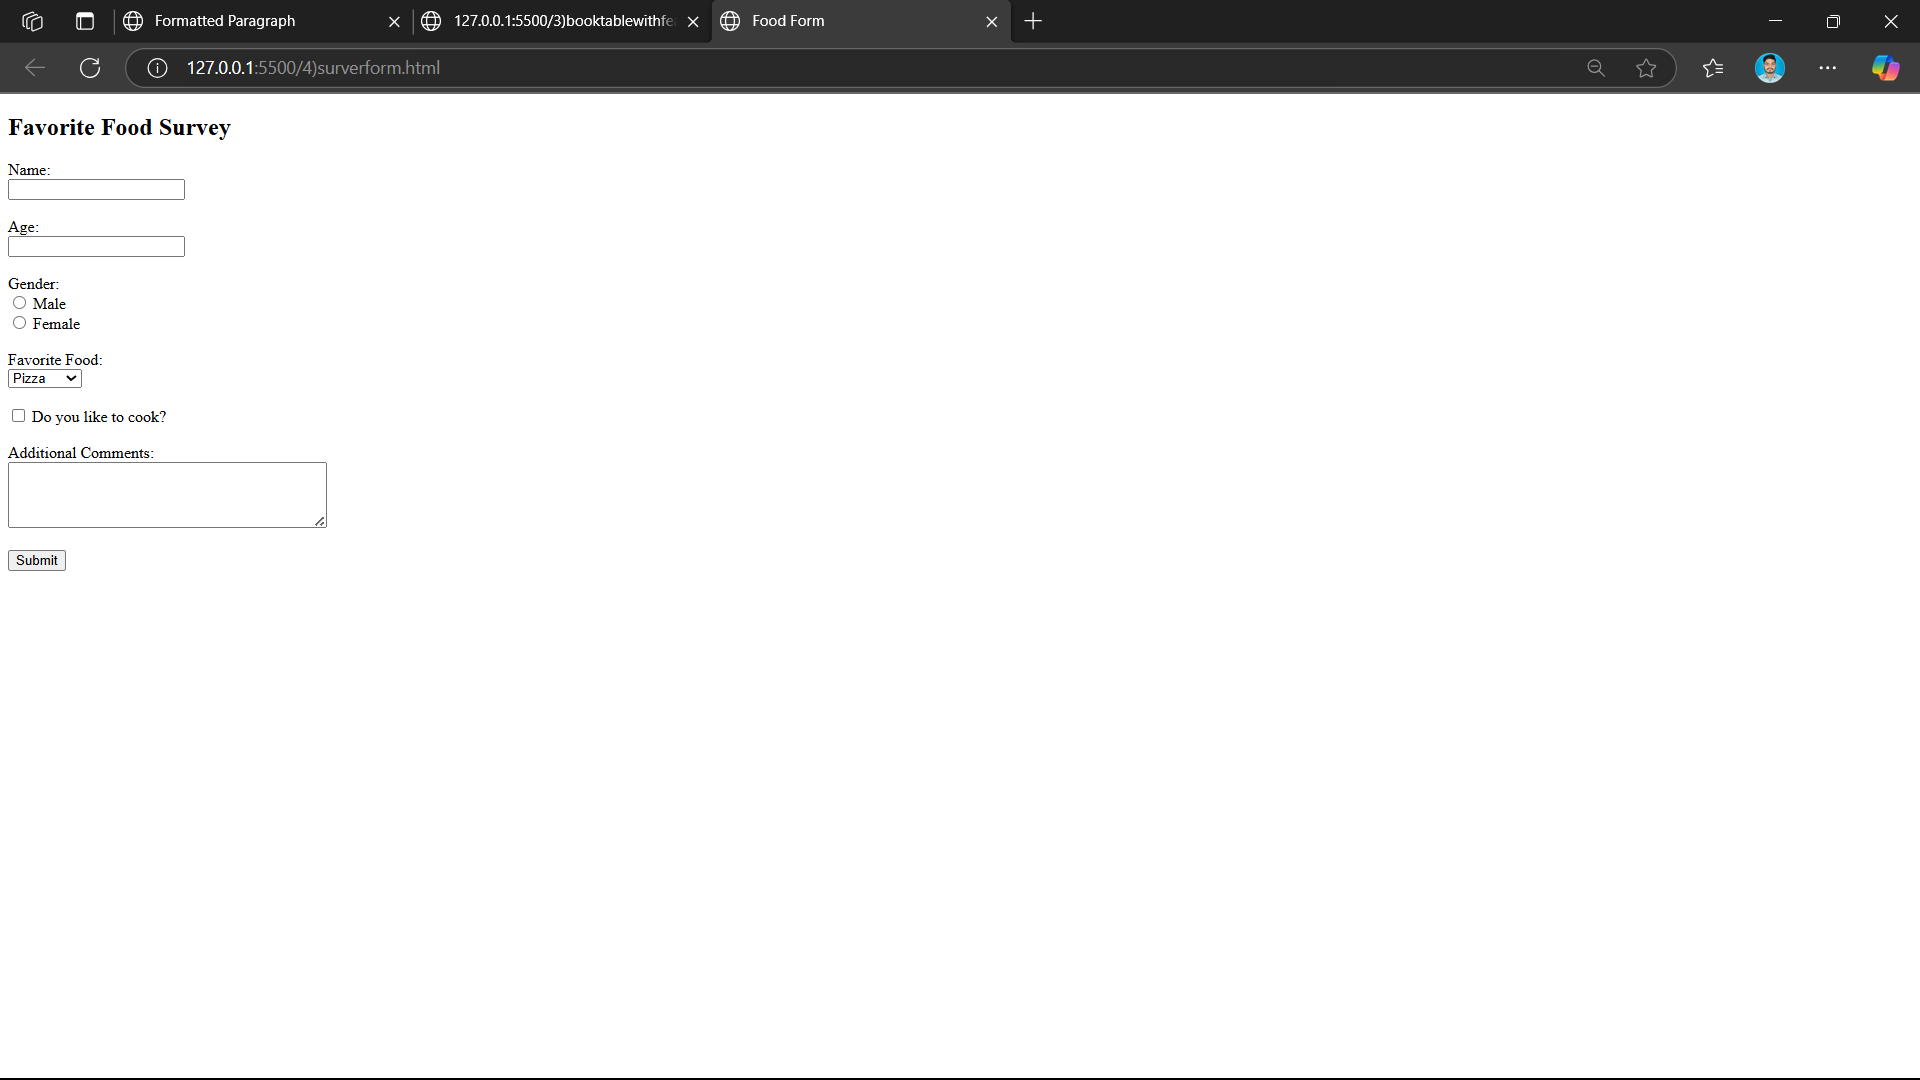 Formatted Paragraph
127.0.0.1:5500/3)booktablewithfe
Food Form
127.0.0.1:5500/4)surverform.html
Favorite Food Survey
Name:
Age:
Gender:
Male
Female
Favorite Food:
Pizza
Do you like to cook?
Additional Comments:
Submit